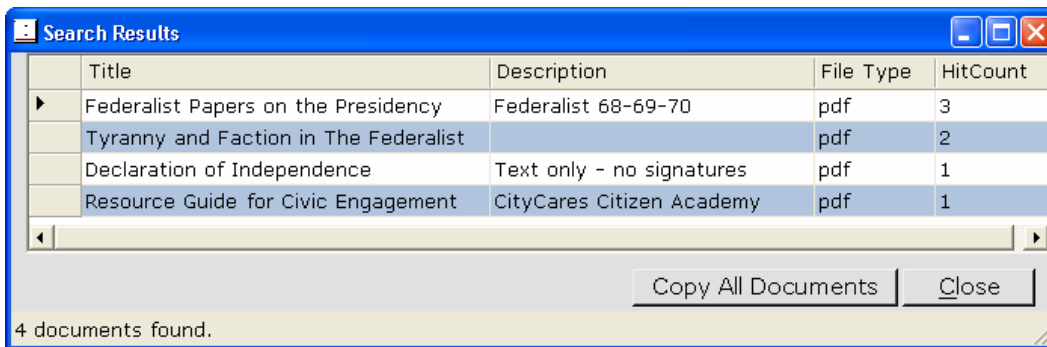 Search Results
Title Description File Type HitCount
Federalist Papers on the Presidency Federalist 68-69-70 pdf 3
Tyranny and Faction in The Federalist pdf 2
Declaration of Independence Text only - no signatures pdf 1
Resource Guide for Civic Engagement CityCares Citizen Academy pdf 1
Copy All Documents Close
4 documents found.